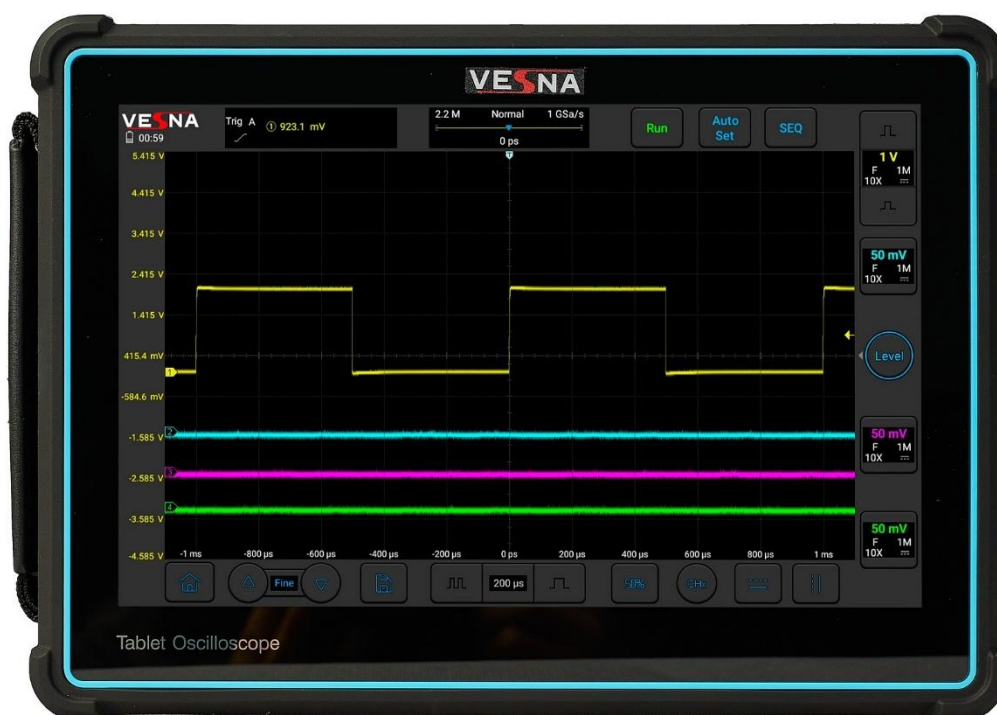 VESNA
VESNA
00:59
Trig A ① 923.1 mV
2.2 M Normal 1 GSa/s
0 ps
Run
Auto Set
SEQ
T
5.415 V
4.415 V
3.415 V
2.415 V
1.415 V
415.4 mV
-584.6 mV
-1.585 V
-2.585 V
-3.585 V
-4.585 V
1
2
3
4
1 V
F 1M
10X
50 mV
F 1M
10X
Level
50 mV
F 1M
10X
50 mV
F 1M
10X
-1 ms -800 µs -600 µs -400 µs -200 µs 0 ps 200 µs 400 µs 600 µs 800 µs 1 ms
Fine
200 µs
50%
Tablet Oscilloscope